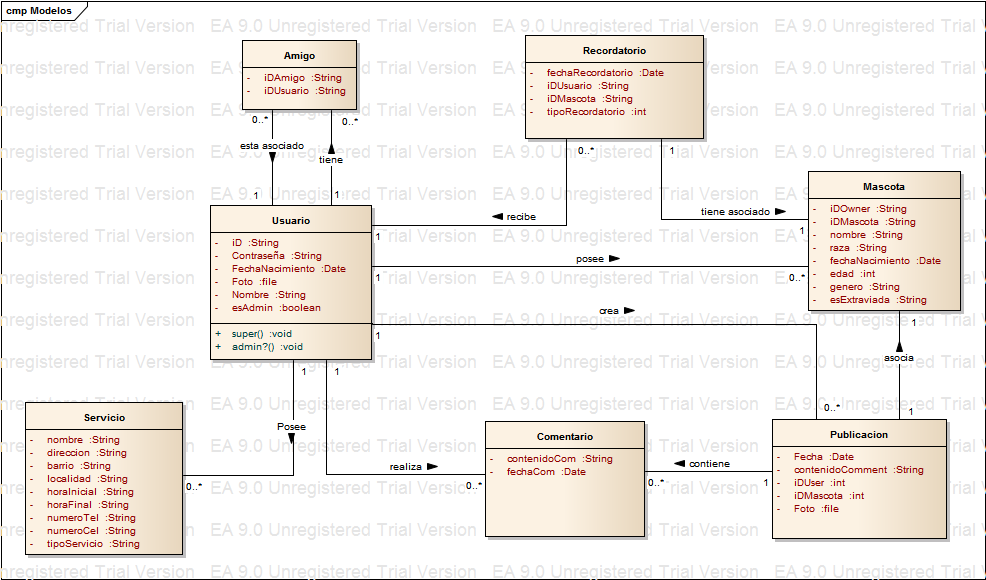 cmp Modelos
EA 9.0 Unregistered Trial Version
Amigo
- iDAmigo :String
- iDUsuario :String
Recordatorio
- fechaRecordatorio :Date
- iDUsuario :String
- iDMascota :String
- tipoRecordatorio :int
0..*
0..*
esta asociado
tiene
1
1
0..*
1
Mascota
- iDOwner :String
- iDMascota :String
- nombre :String
- raza :String
- fechaNacimiento :Date
- edad :int
- genero :String
- esExtraviada :String
recibe
tiene asociado
1
1
Usuario
- iD :String
- Contraseña :String
- FechaNacimiento :Date
- Foto :file
- Nombre :String
- esAdmin :boolean
+ super() :void
+ admin?() :void
posee
1
0..*
crea
1
1
asocia
1
1
0..*
1
Posee
Servicio
- nombre :String
- direccion :String
- barrio :String
- localidad :String
- horaInicial :String
- horaFinal :String
- numeroTel :String
- numeroCel :String
- tipoServicio :String
0..*
realiza
0..*
Comentario
- contenidoCom :String
- fechaCom :Date
contiene
0..*
1
Publicacion
- Fecha :Date
- contenidoComment :String
- iDUser :int
- iDMascota :int
- Foto :file